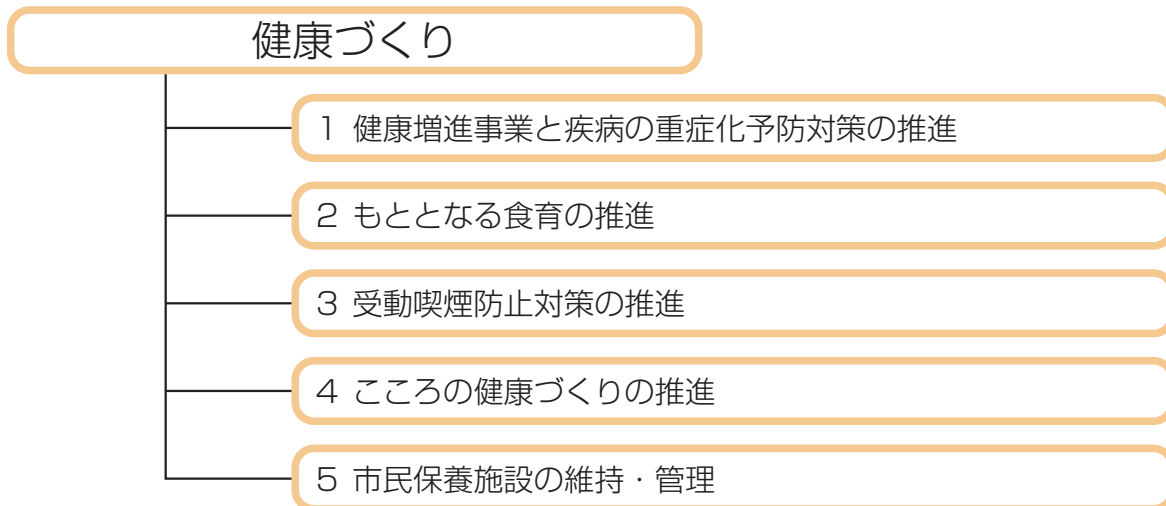 健康づくり
1 健康増進事業と疾病の重症化予防対策の推進
2 もととなる食育の推進
3 受動喫煙防止対策の推進
4 こころの健康づくりの推進
5 市民保養施設の維持・管理